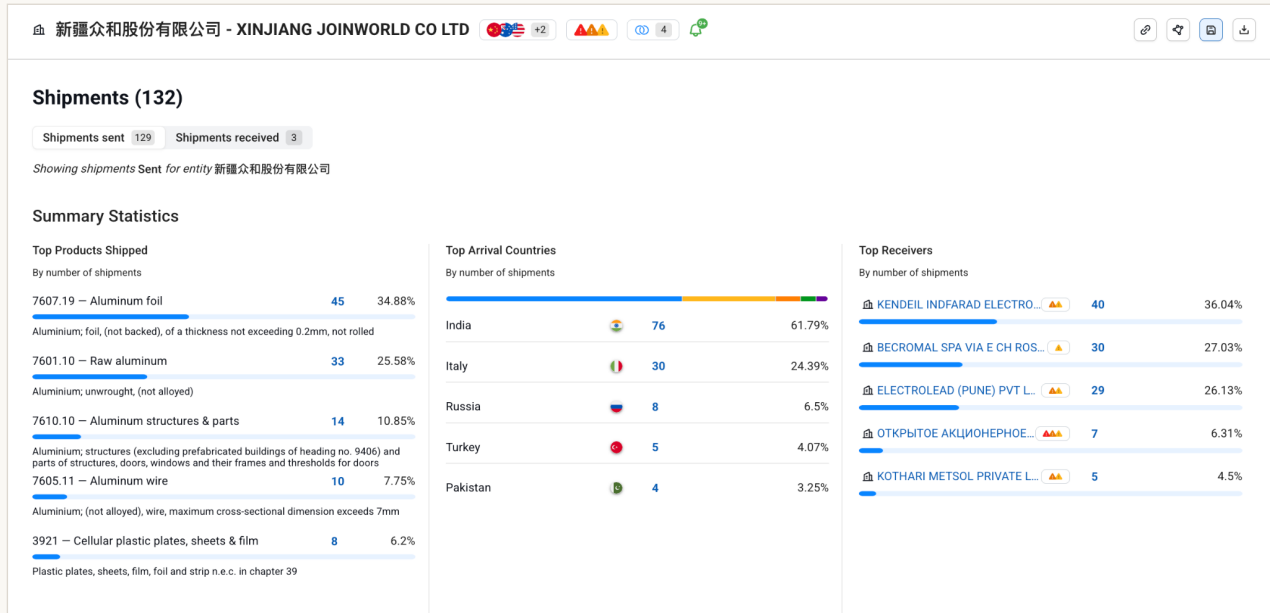 新疆众和股份有限公司 - XINJIANG JOINWORLD CO LTD +2 4 9+
Shipments (132)
Shipments sent 129 Shipments received 3
Showing shipments Sent for entity 新疆众和股份有限公司
Summary Statistics
Top Products Shipped
By number of shipments
7607.19 — Aluminum foil 45 34.88%
Aluminium; foil, (not backed), of a thickness not exceeding 0.2mm, not rolled
7601.10 — Raw aluminum 33 25.58%
Aluminium; unwrought, (not alloyed)
7610.10 — Aluminum structures & parts 14 10.85%
Aluminium; structures (excluding prefabricated buildings of heading no. 9406) and
parts of structures, doors, windows and their frames and thresholds for doors
7605.11 — Aluminum wire 10 7.75%
Aluminium; (not alloyed), wire, maximum cross-sectional dimension exceeds 7mm
3921 — Cellular plastic plates, sheets & film 8 6.2%
Plastic plates, sheets, film, foil and strip n.e.c. in chapter 39
Top Arrival Countries
By number of shipments
India 76 61.79%
Italy 30 24.39%
Russia 8 6.5%
Turkey 5 4.07%
Pakistan 4 3.25%
Top Receivers
By number of shipments
KENDEIL INDFARAD ELECTRO... 40 36.04%
BECROMAL SPA VIA E CH ROS... 30 27.03%
ELECTROLEAD (PUNE) PVT L... 29 26.13%
ОТКРЫТОЕ АКЦИОНЕРНОЕ... 7 6.31%
KOTHARI METSOL PRIVATE L... 5 4.5%